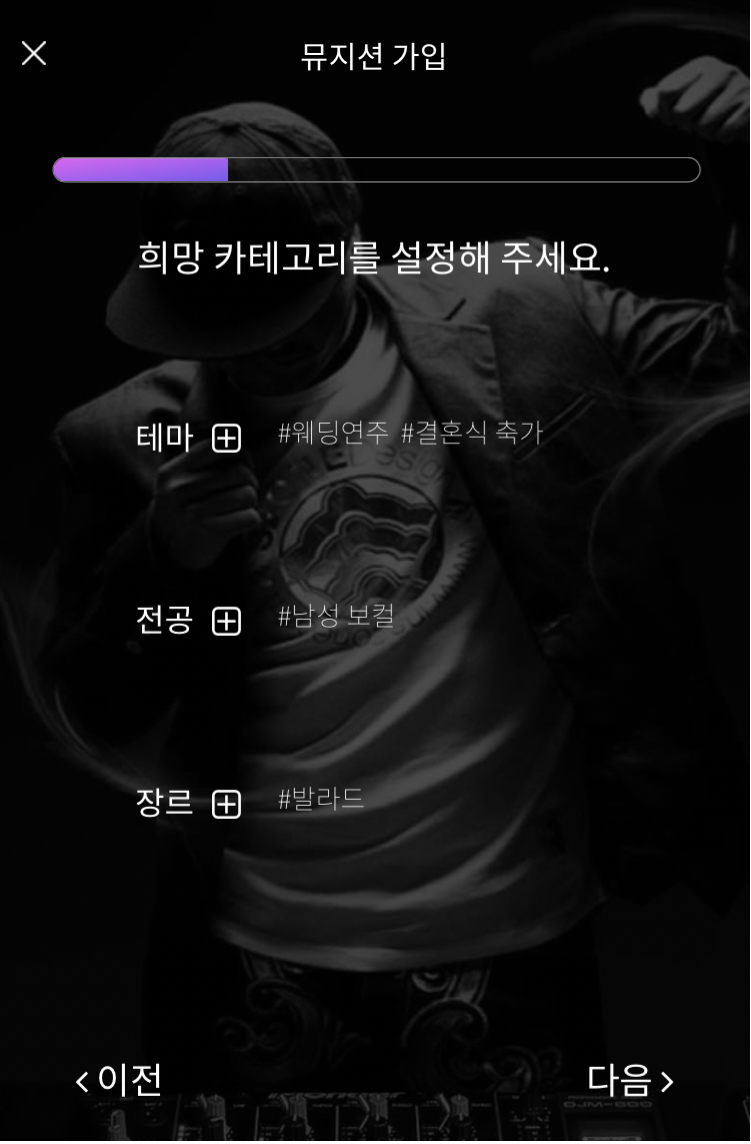 뮤지션 가입
희망 카테고리를 설정해 주세요.
테마 #웨딩연주 #결혼식 축가
전공 #남성 보컬
장르 #발라드
이전 다음